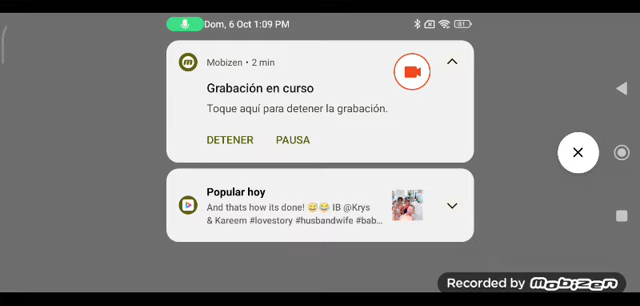 Dom, 6 Oct 1:09 PM
81
Mobizen • 2 min
Grabación en curso
Toque aquí para detener la grabación.
DETENER PAUSA
Popular hoy
And thats how its done! 😅😂 IB @Krys
& Kareem #lovestory #husbandwife #bab...
Recorded by Mobizen